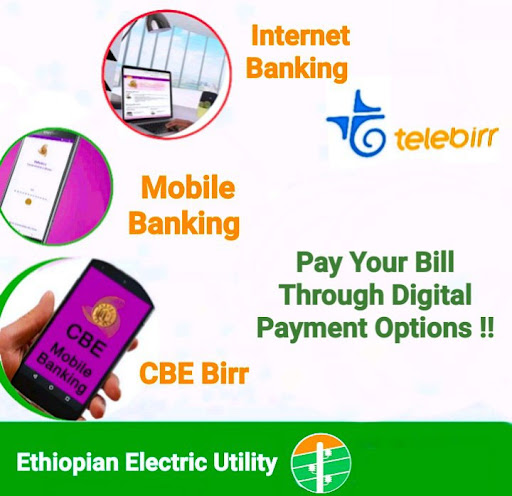 Internet
Banking
telebirr
Mobile
Banking
Pay Your Bill
Through Digital
Payment Options !!
CBE
Mobile
Banking
CBE Birr
Ethiopian Electric Utility